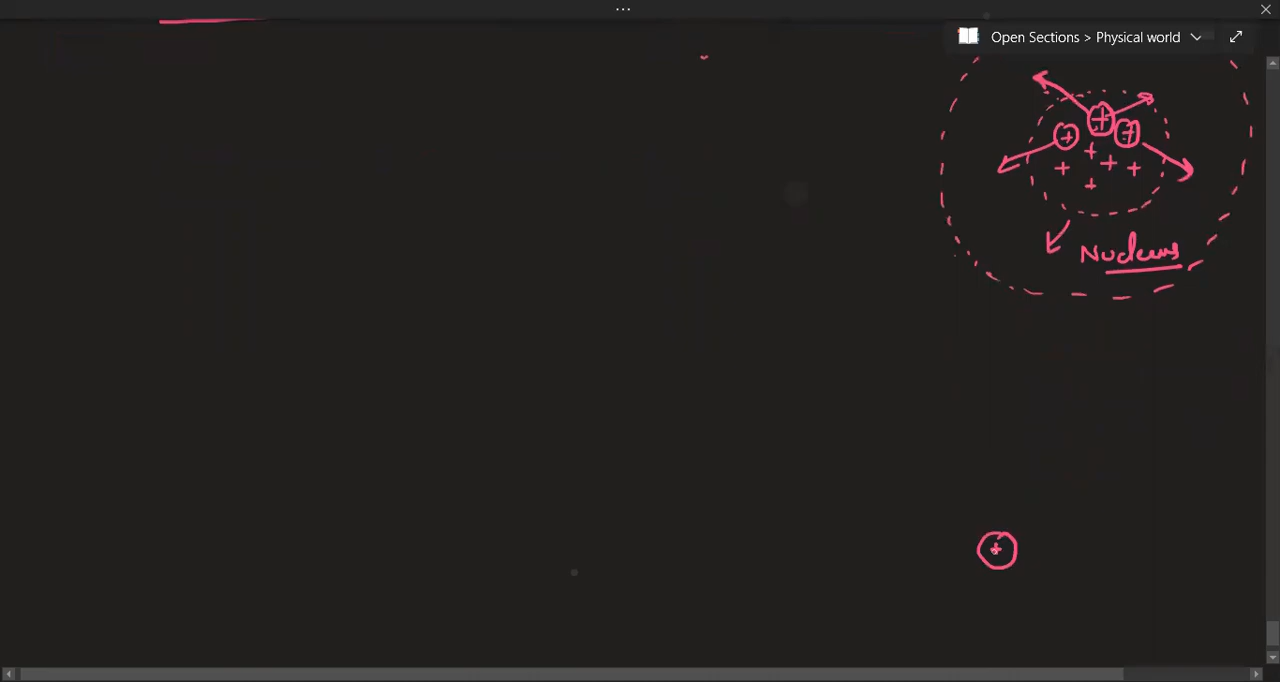 Open Sections > Physical world
+ + +
+
+ + +
+
Nucleus
+